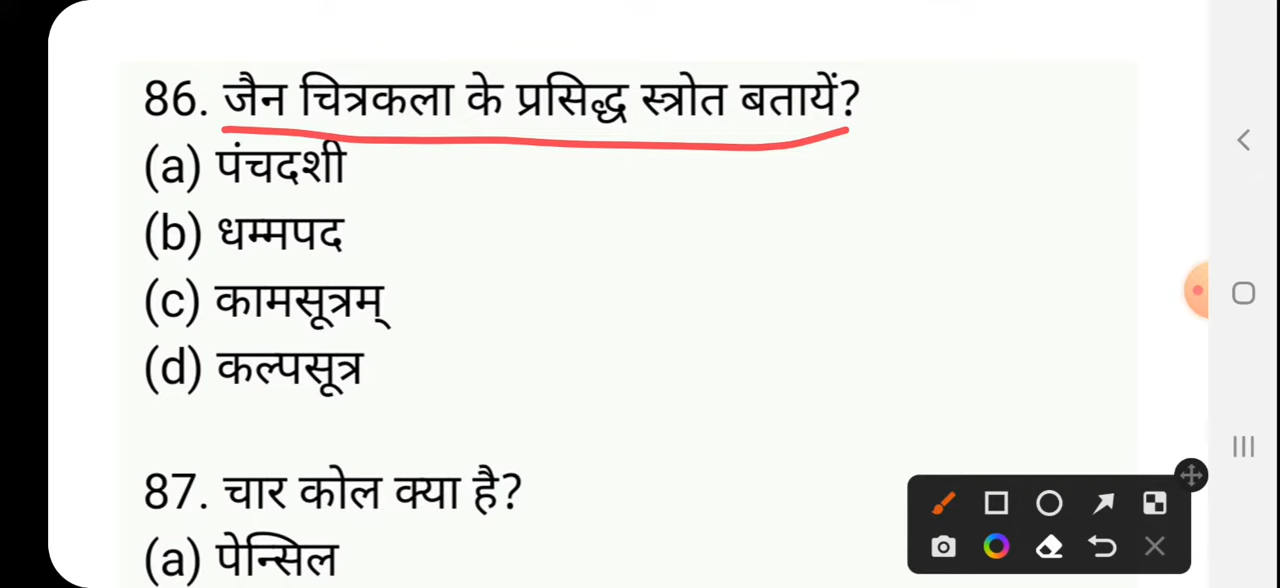 86. जैन चित्रकला के प्रसिद्ध स्त्रोत बतायें?
(a) पंचदशी
(b) धम्मपद
(c) कामसूत्रम्
(d) कल्पसूत्र
87. चार कोल क्या है?
(a) पेन्सिल